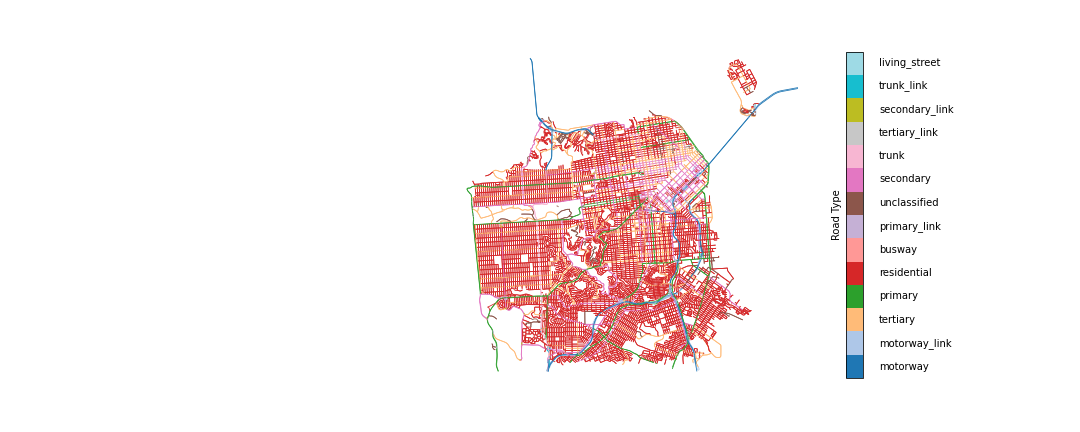 living_street
trunk_link
secondary_link
tertiary_link
trunk
secondary
unclassified
primary_link
busway
residential
primary
tertiary
motorway_link
motorway
Road Type